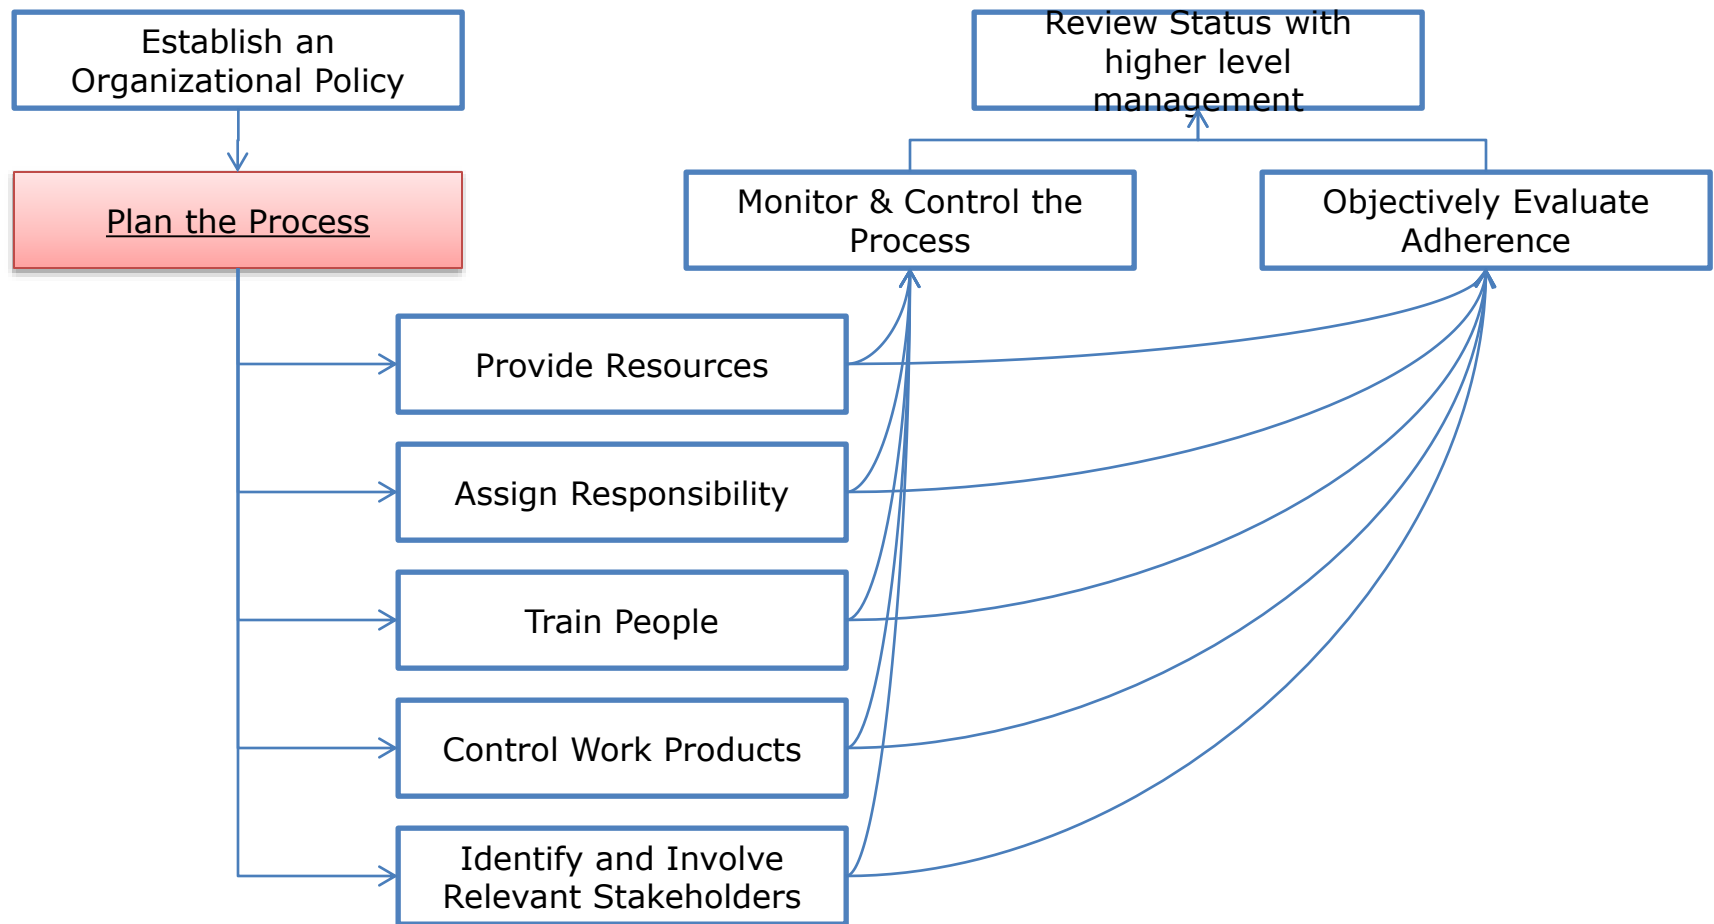 Establish an
Organizational Policy
Review Status with
higher level
management
Plan the Process
Monitor & Control the
Process
Objectively Evaluate
Adherence
Provide Resources
Assign Responsibility
Train People
Control Work Products
Identify and Involve
Relevant Stakeholders